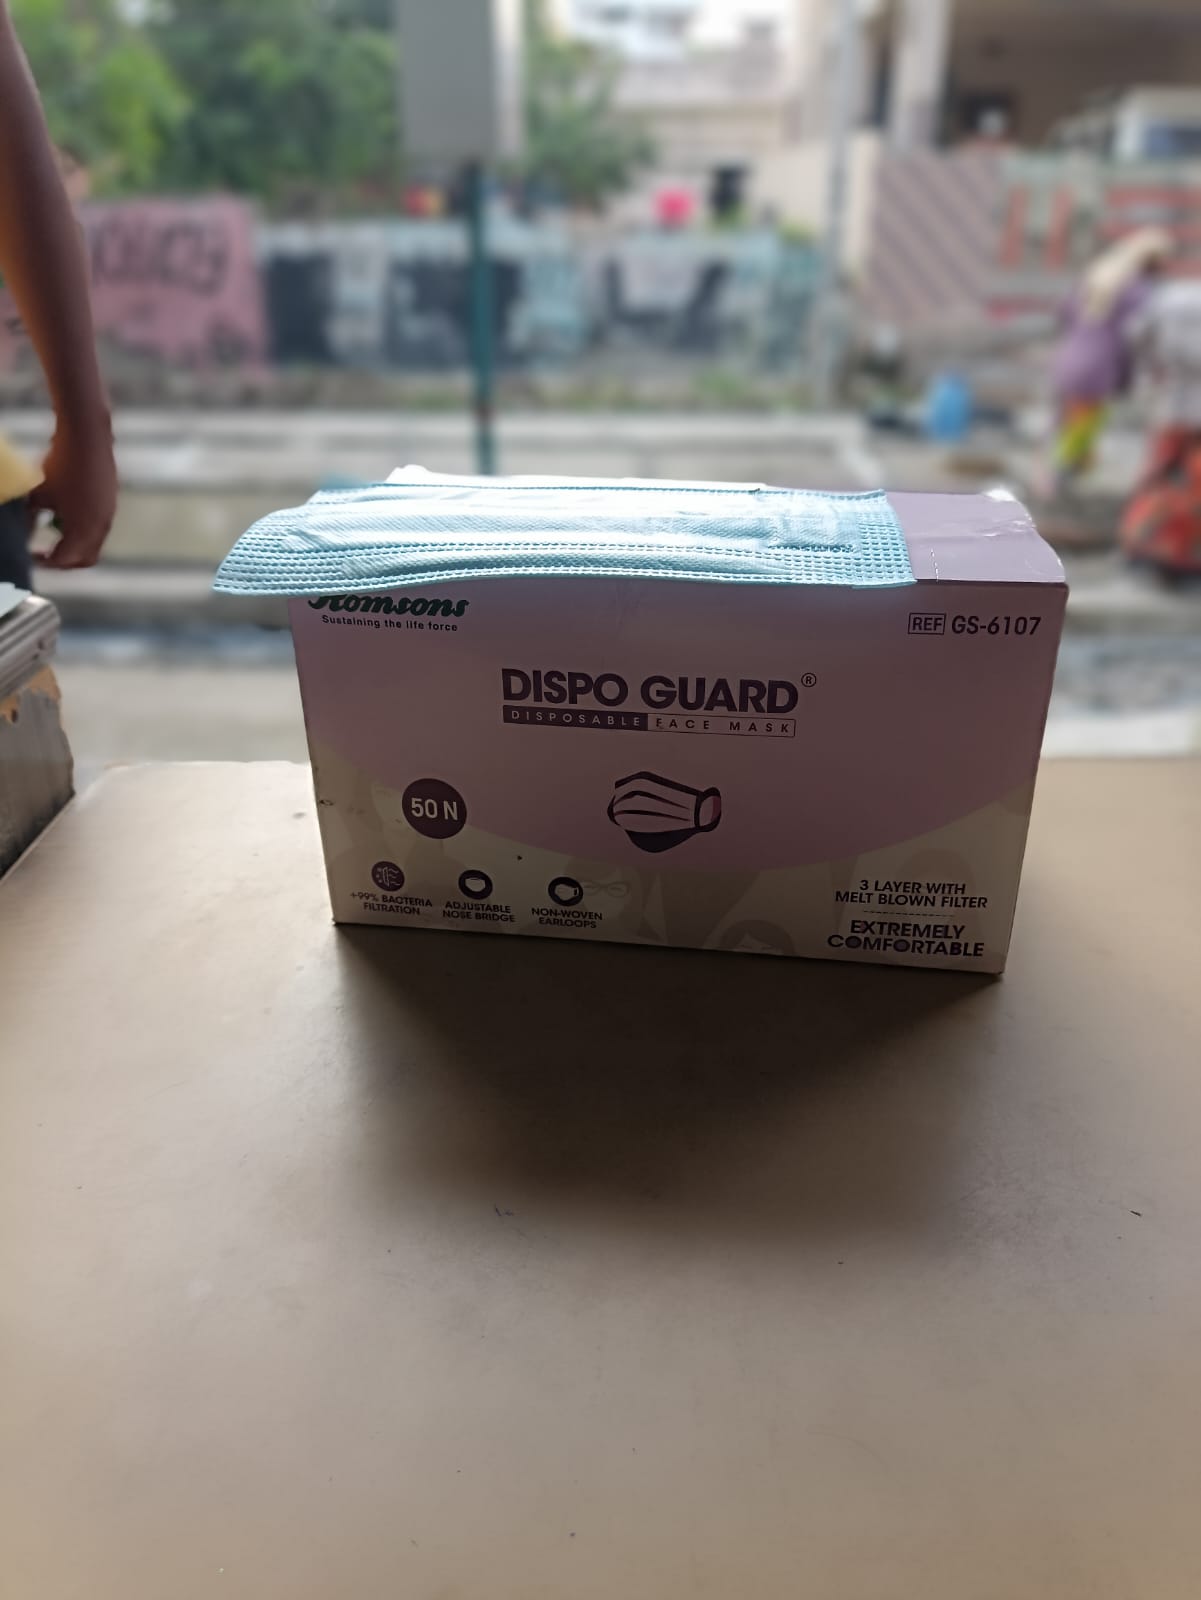 Romsons
Sustaining the life force
REF GS-6107
DISPO GUARD®
DISPOSABLE FACE MASK
50 N
+99% BACTERIA
FILTRATION
ADJUSTABLE
NOSE BRIDGE
NON-WOVEN
EARLOOPS
3 LAYER WITH
MELT BLOWN FILTER
EXTREMELY
COMFORTABLE